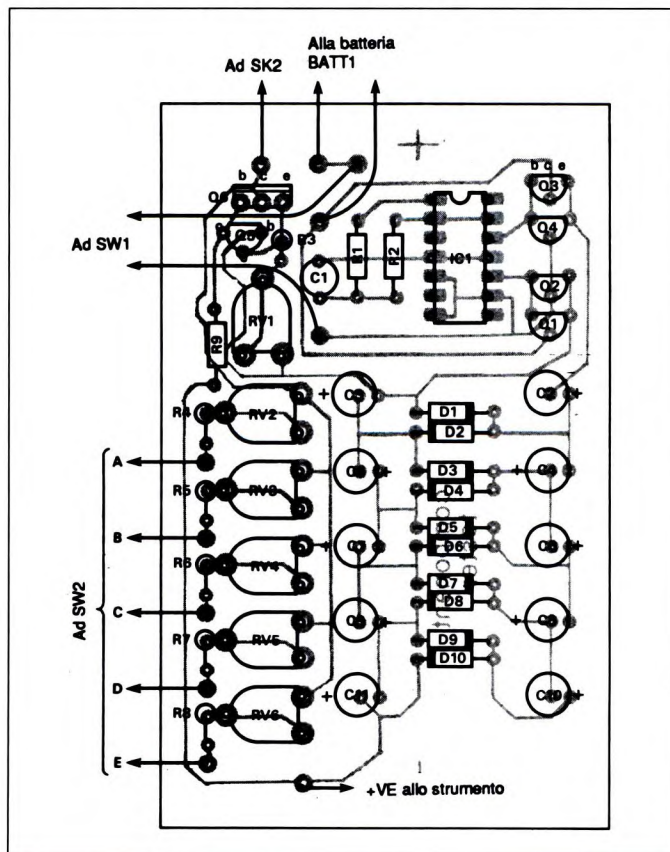 Alla batteria
BATT1
Ad SK2
b c e
b c e
Q3
Q4
b
R3
Ad SW1
R1
R2
IC1
C1
Q2
Q1
RV1
R9
R4
RV2
D1
D2
A
R5
RV3
D3
D4
B
R6
RV4
D5
D6
C
R7
RV5
D7
D8
D
R8
RV6
D9
D10
E
Ad SW2
+VE allo strumento